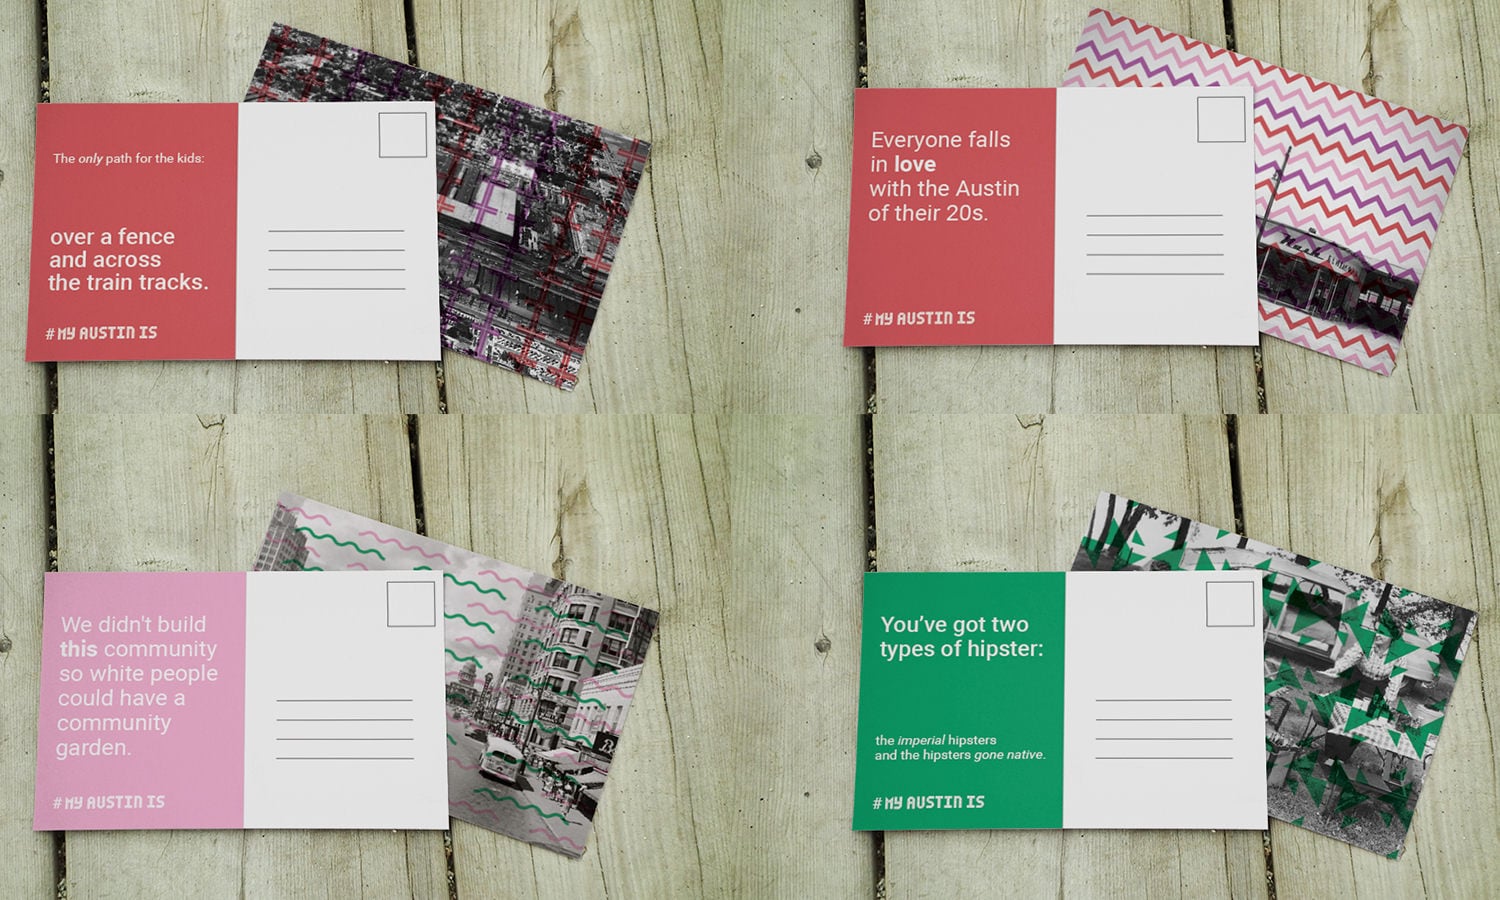 The only path for the kids:
over a fence
and across
the train tracks.
# MY AUSTIN IS
Everyone falls
in love
with the Austin
of their 20s.
# MY AUSTIN IS
We didn't build
this community
so white people
could have a
community
garden.
# MY AUSTIN IS
You've got two
types of hipster:
the imperial hipsters
and the hipsters gone native.
# MY AUSTIN IS